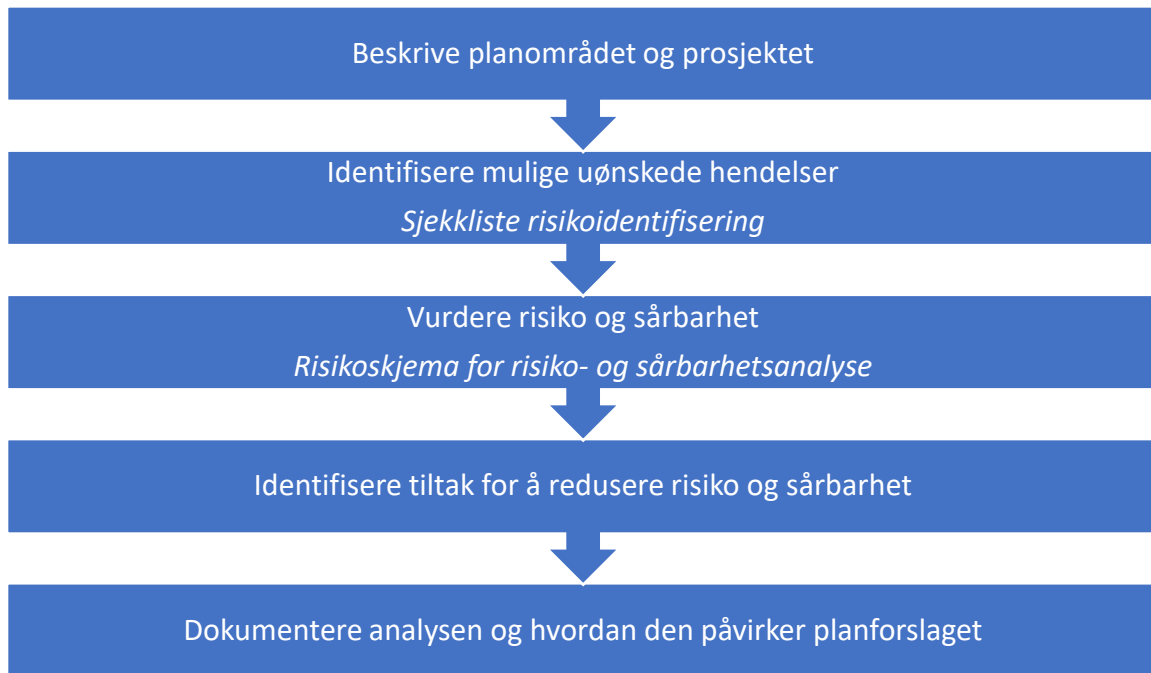 Beskrive planområdet og prosjektet
Identifisere mulige uønskede hendelser
Sjekkliste risikoidentifisering
Vurdere risiko og sårbarhet
Risikoskjema for risiko- og sårbarhetsanalyse
Identifisere tiltak for å redusere risiko og sårbarhet
Dokumentere analysen og hvordan den påvirker planforslaget